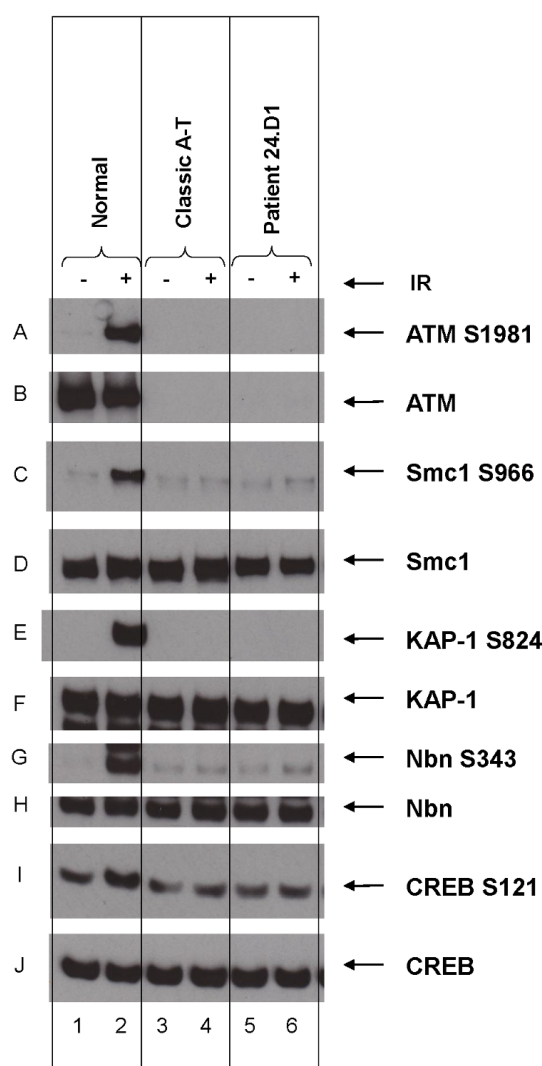 Normal
Classic A-T
Patient 24.D1
- + - + - + IR
A ATM S1981
B ATM
C Smc1 S966
D Smc1
E KAP-1 S824
F KAP-1
G Nbn S343
H Nbn
I CREB S121
J CREB
1 2 3 4 5 6